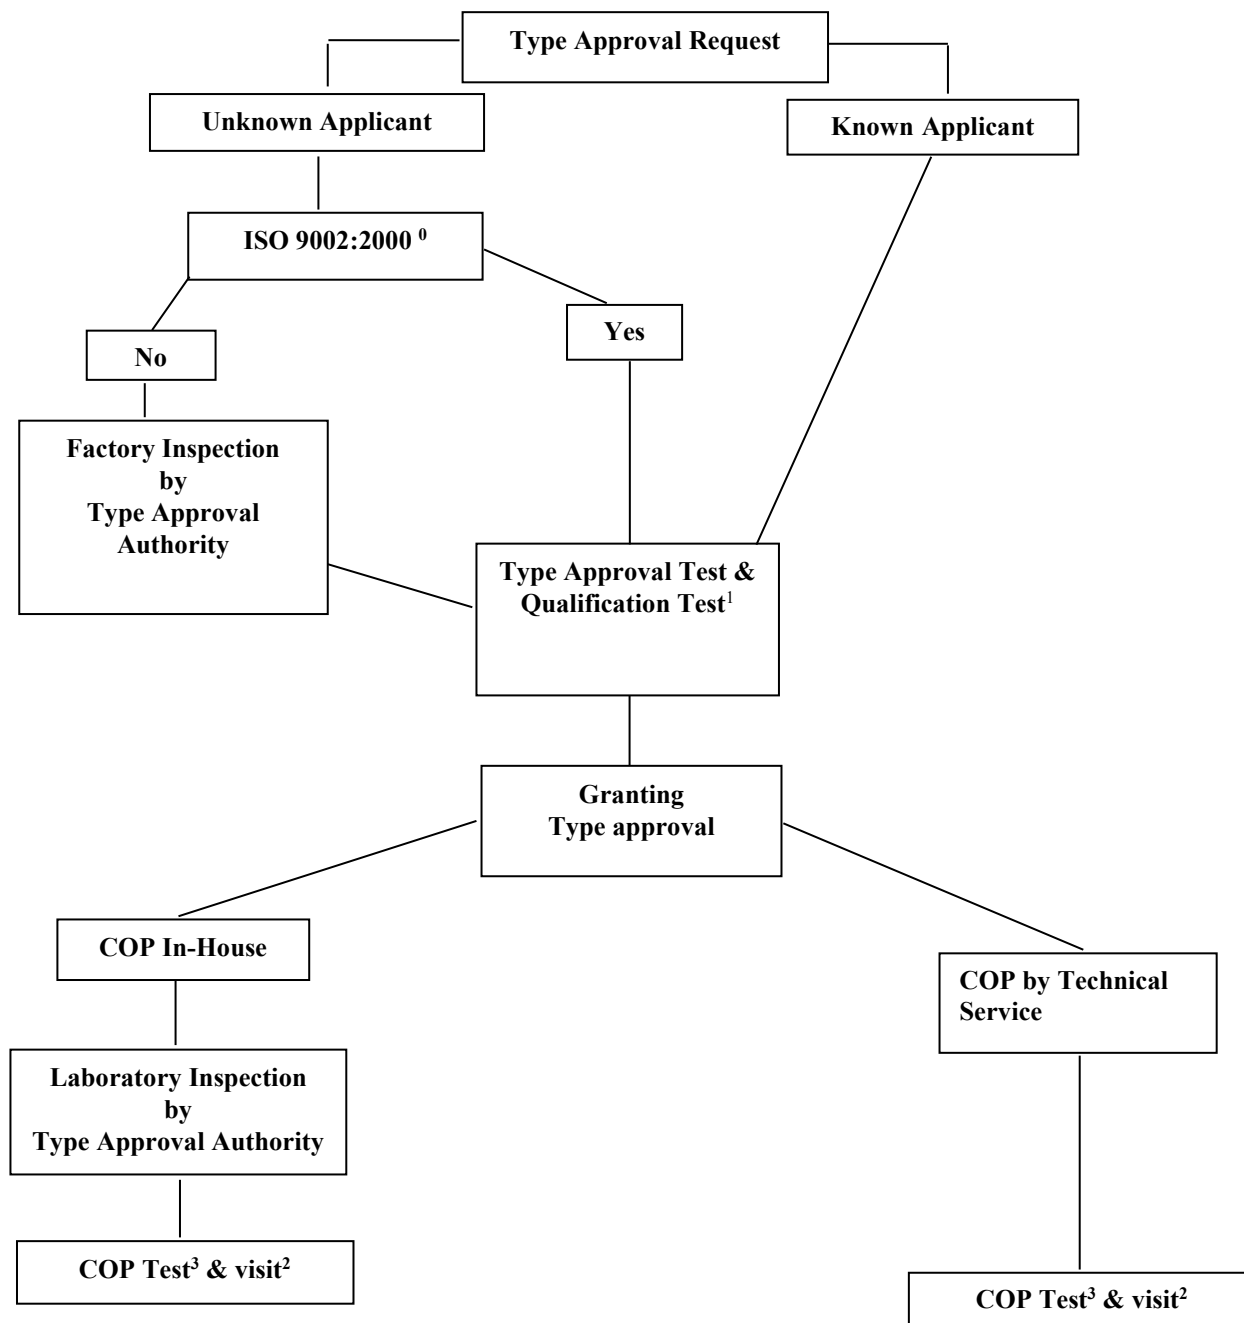 Type Approval Request
Unknown Applicant
Known Applicant
ISO 9002:2000 ⁰
Yes
No
Factory Inspection
by
Type Approval
Authority
Type Approval Test &
Qualification Test¹
Granting
Type approval
COP In-House
COP by Technical
Service
Laboratory Inspection
by
Type Approval Authority
COP Test³ & visit²
COP Test³ & visit²